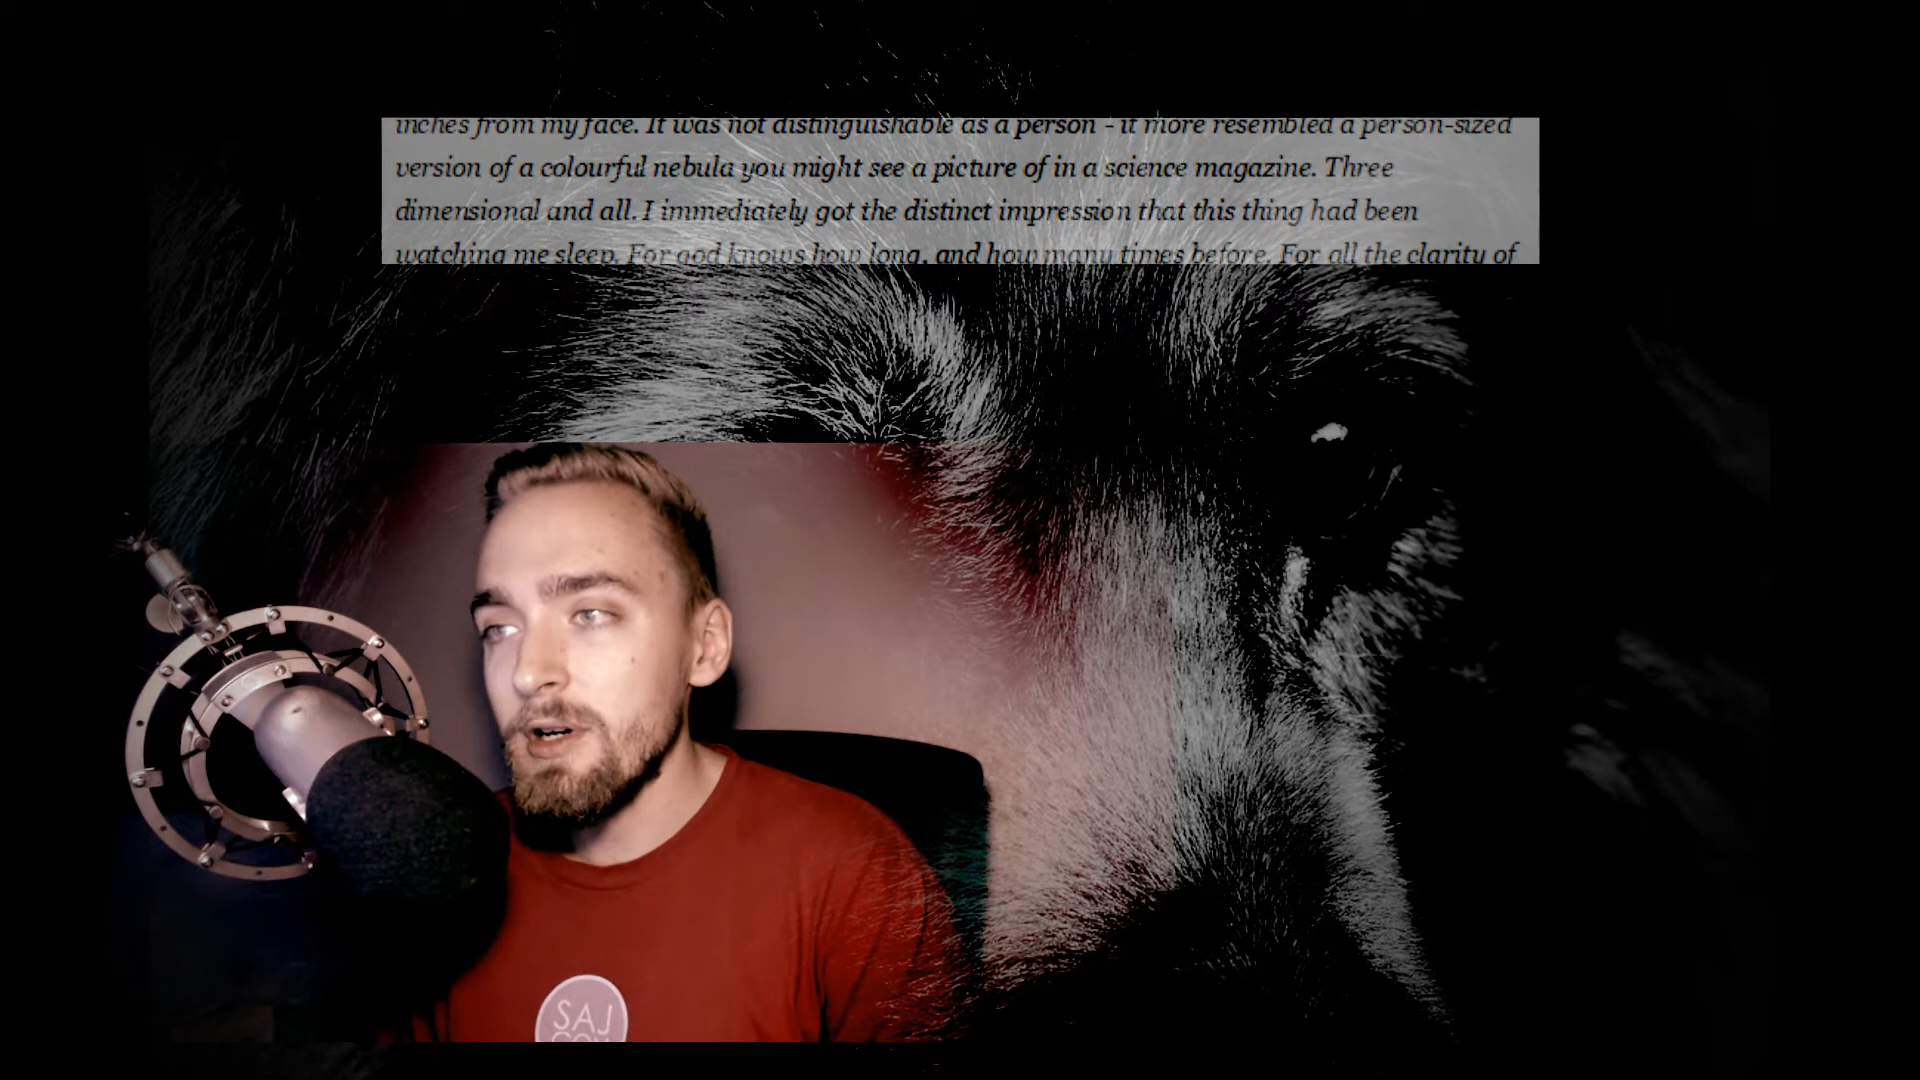 inches from my face. It was not distinguishable as a person - it more resembled a person-sized
version of a colourful nebula you might see a picture of in a science magazine. Three
dimensional and all. I immediately got the distinct impression that this thing had been
watching me sleep. For god knows how long, and how many times before. For all the clarity of
SAJ